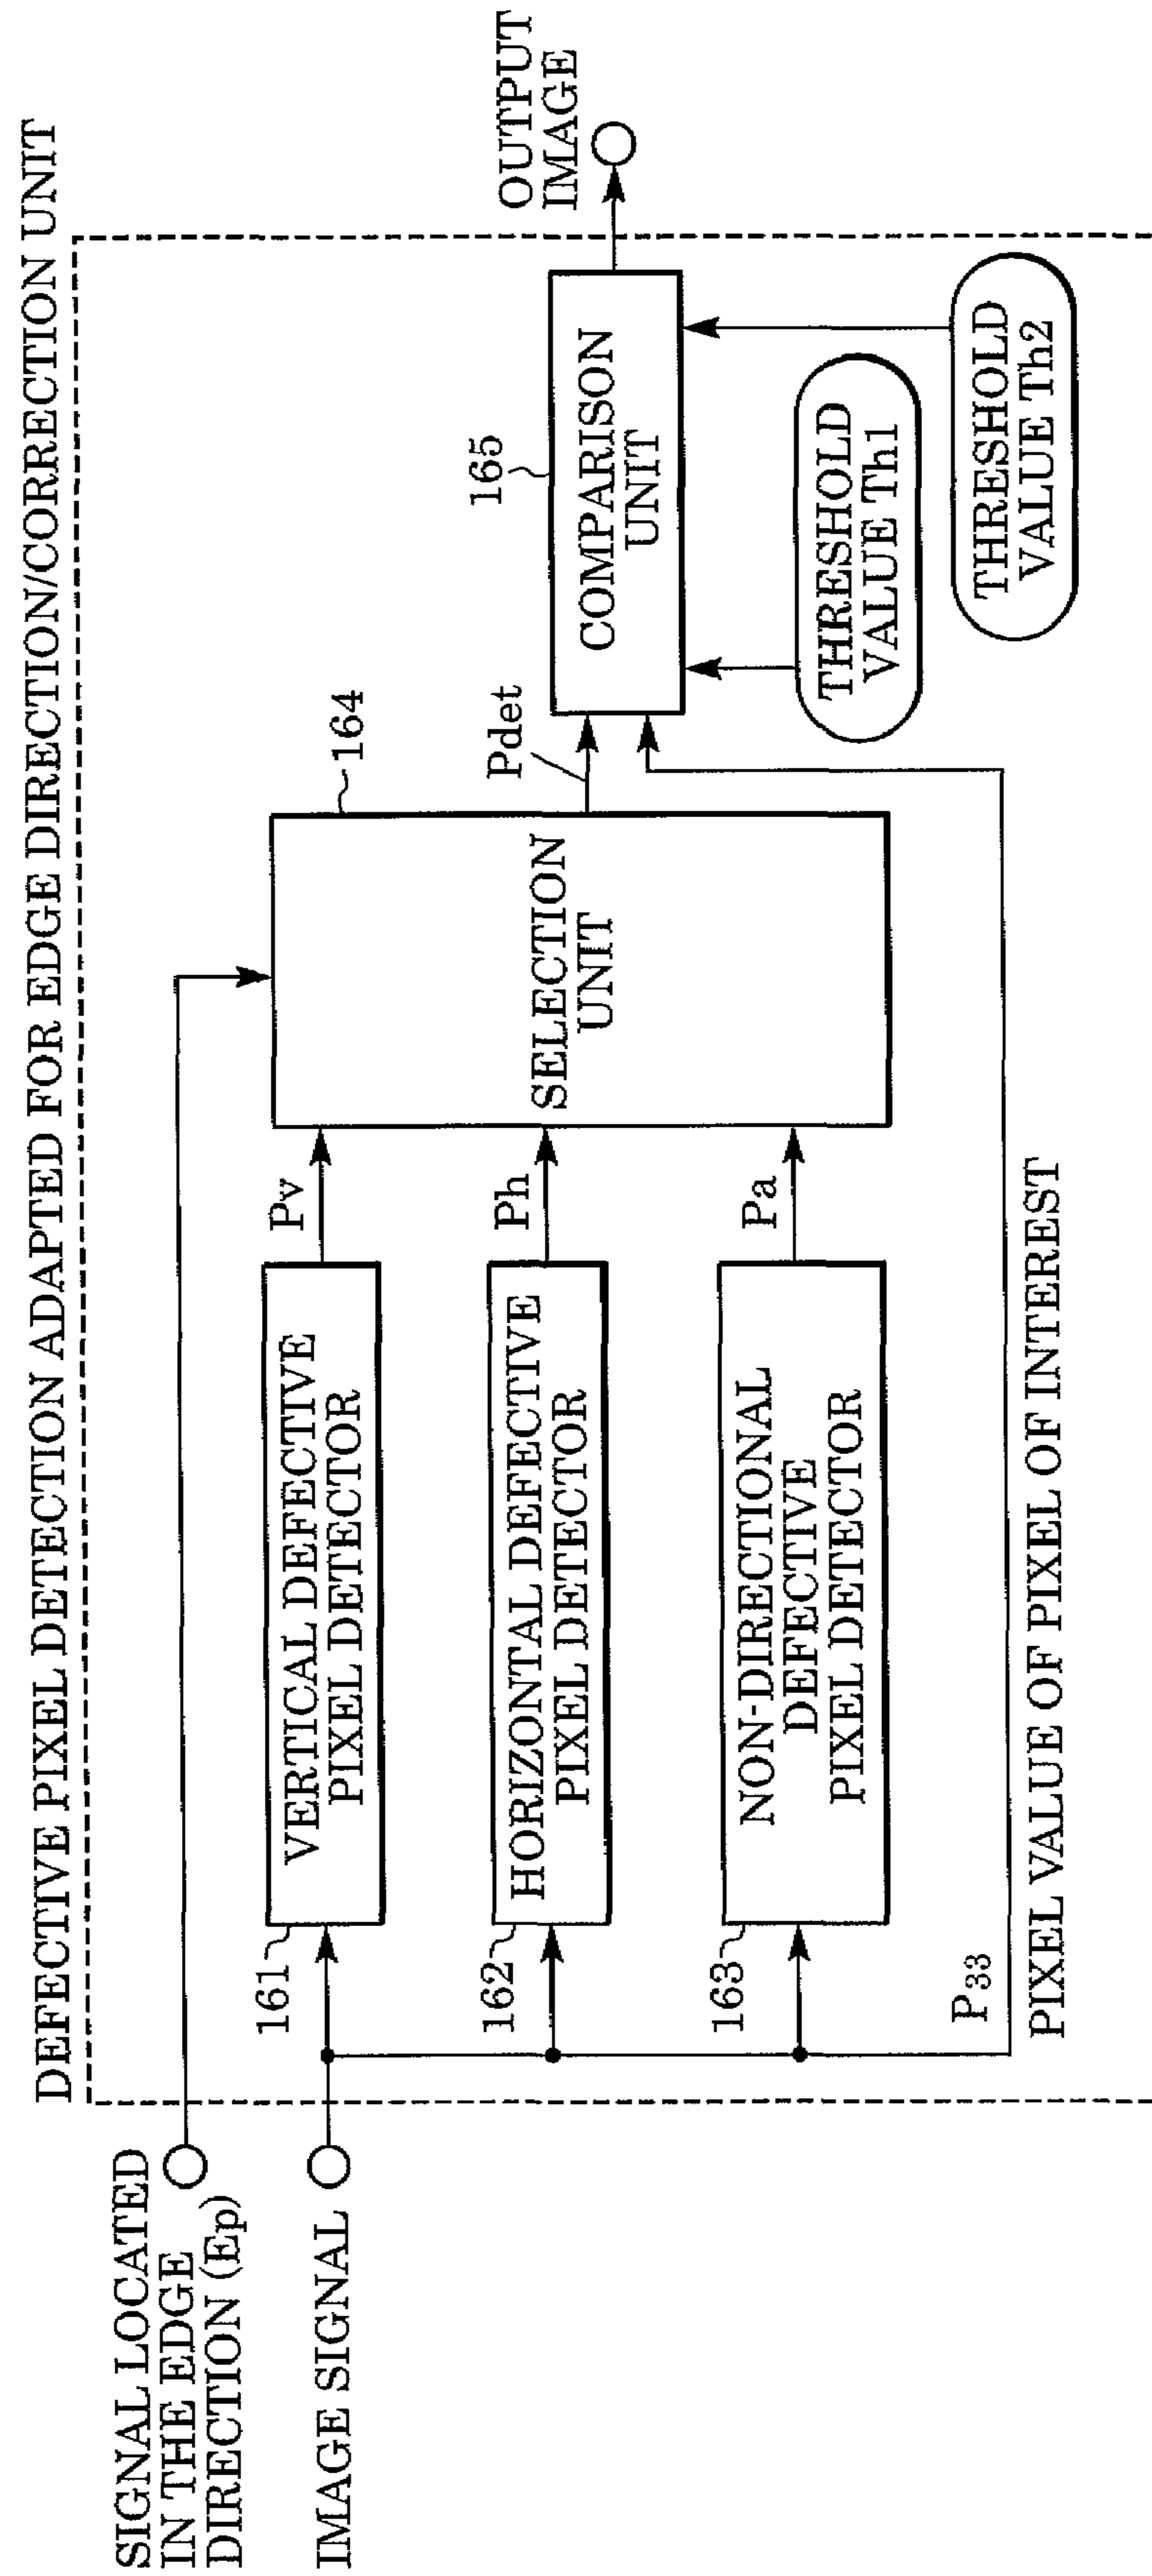 DEFECTIVE PIXEL DETECTION ADAPTED FOR EDGE DIRECTION/CORRECTION UNIT
SIGNAL LOCATED
IN THE EDGE
DIRECTION (Ep)
IMAGE SIGNAL
161
VERTICAL DEFECTIVE
PIXEL DETECTOR
Pv
162
HORIZONTAL DEFECTIVE
PIXEL DETECTOR
Ph
163
NON-DIRECTIONAL
DEFECTIVE
PIXEL DETECTOR
Pa
164
SELECTION
UNIT
Pdet
165
COMPARISON
UNIT
OUTPUT
IMAGE
THRESHOLD
VALUE Th1
THRESHOLD
VALUE Th2
P33
PIXEL VALUE OF PIXEL OF INTEREST